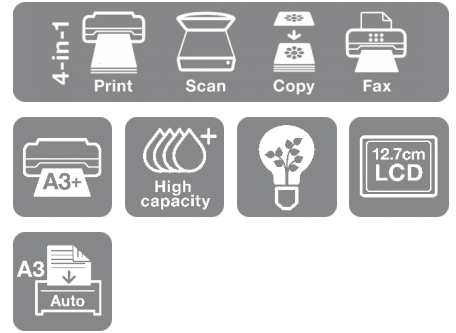 4-in-1
Print Scan Copy Fax
A3+
High
capacity
12.7cm
LCD
A3
Auto